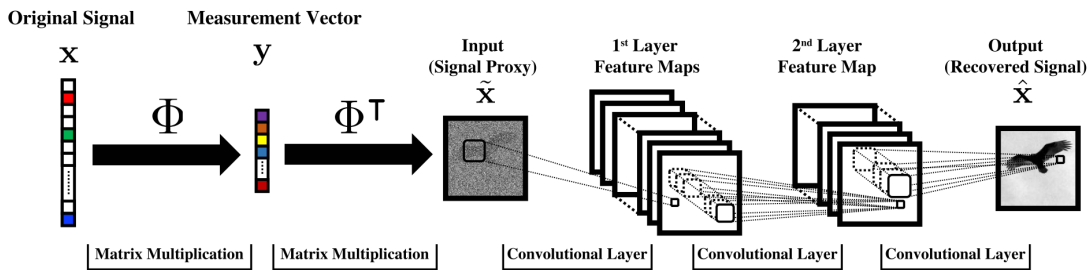 Original Signal
x
Φ
Measurement Vector
y
Φ^T
Input
(Signal Proxy)
x̃
1st Layer
Feature Maps
2nd Layer
Feature Map
Output
(Recovered Signal)
x̂
Matrix Multiplication
Matrix Multiplication
Convolutional Layer
Convolutional Layer
Convolutional Layer